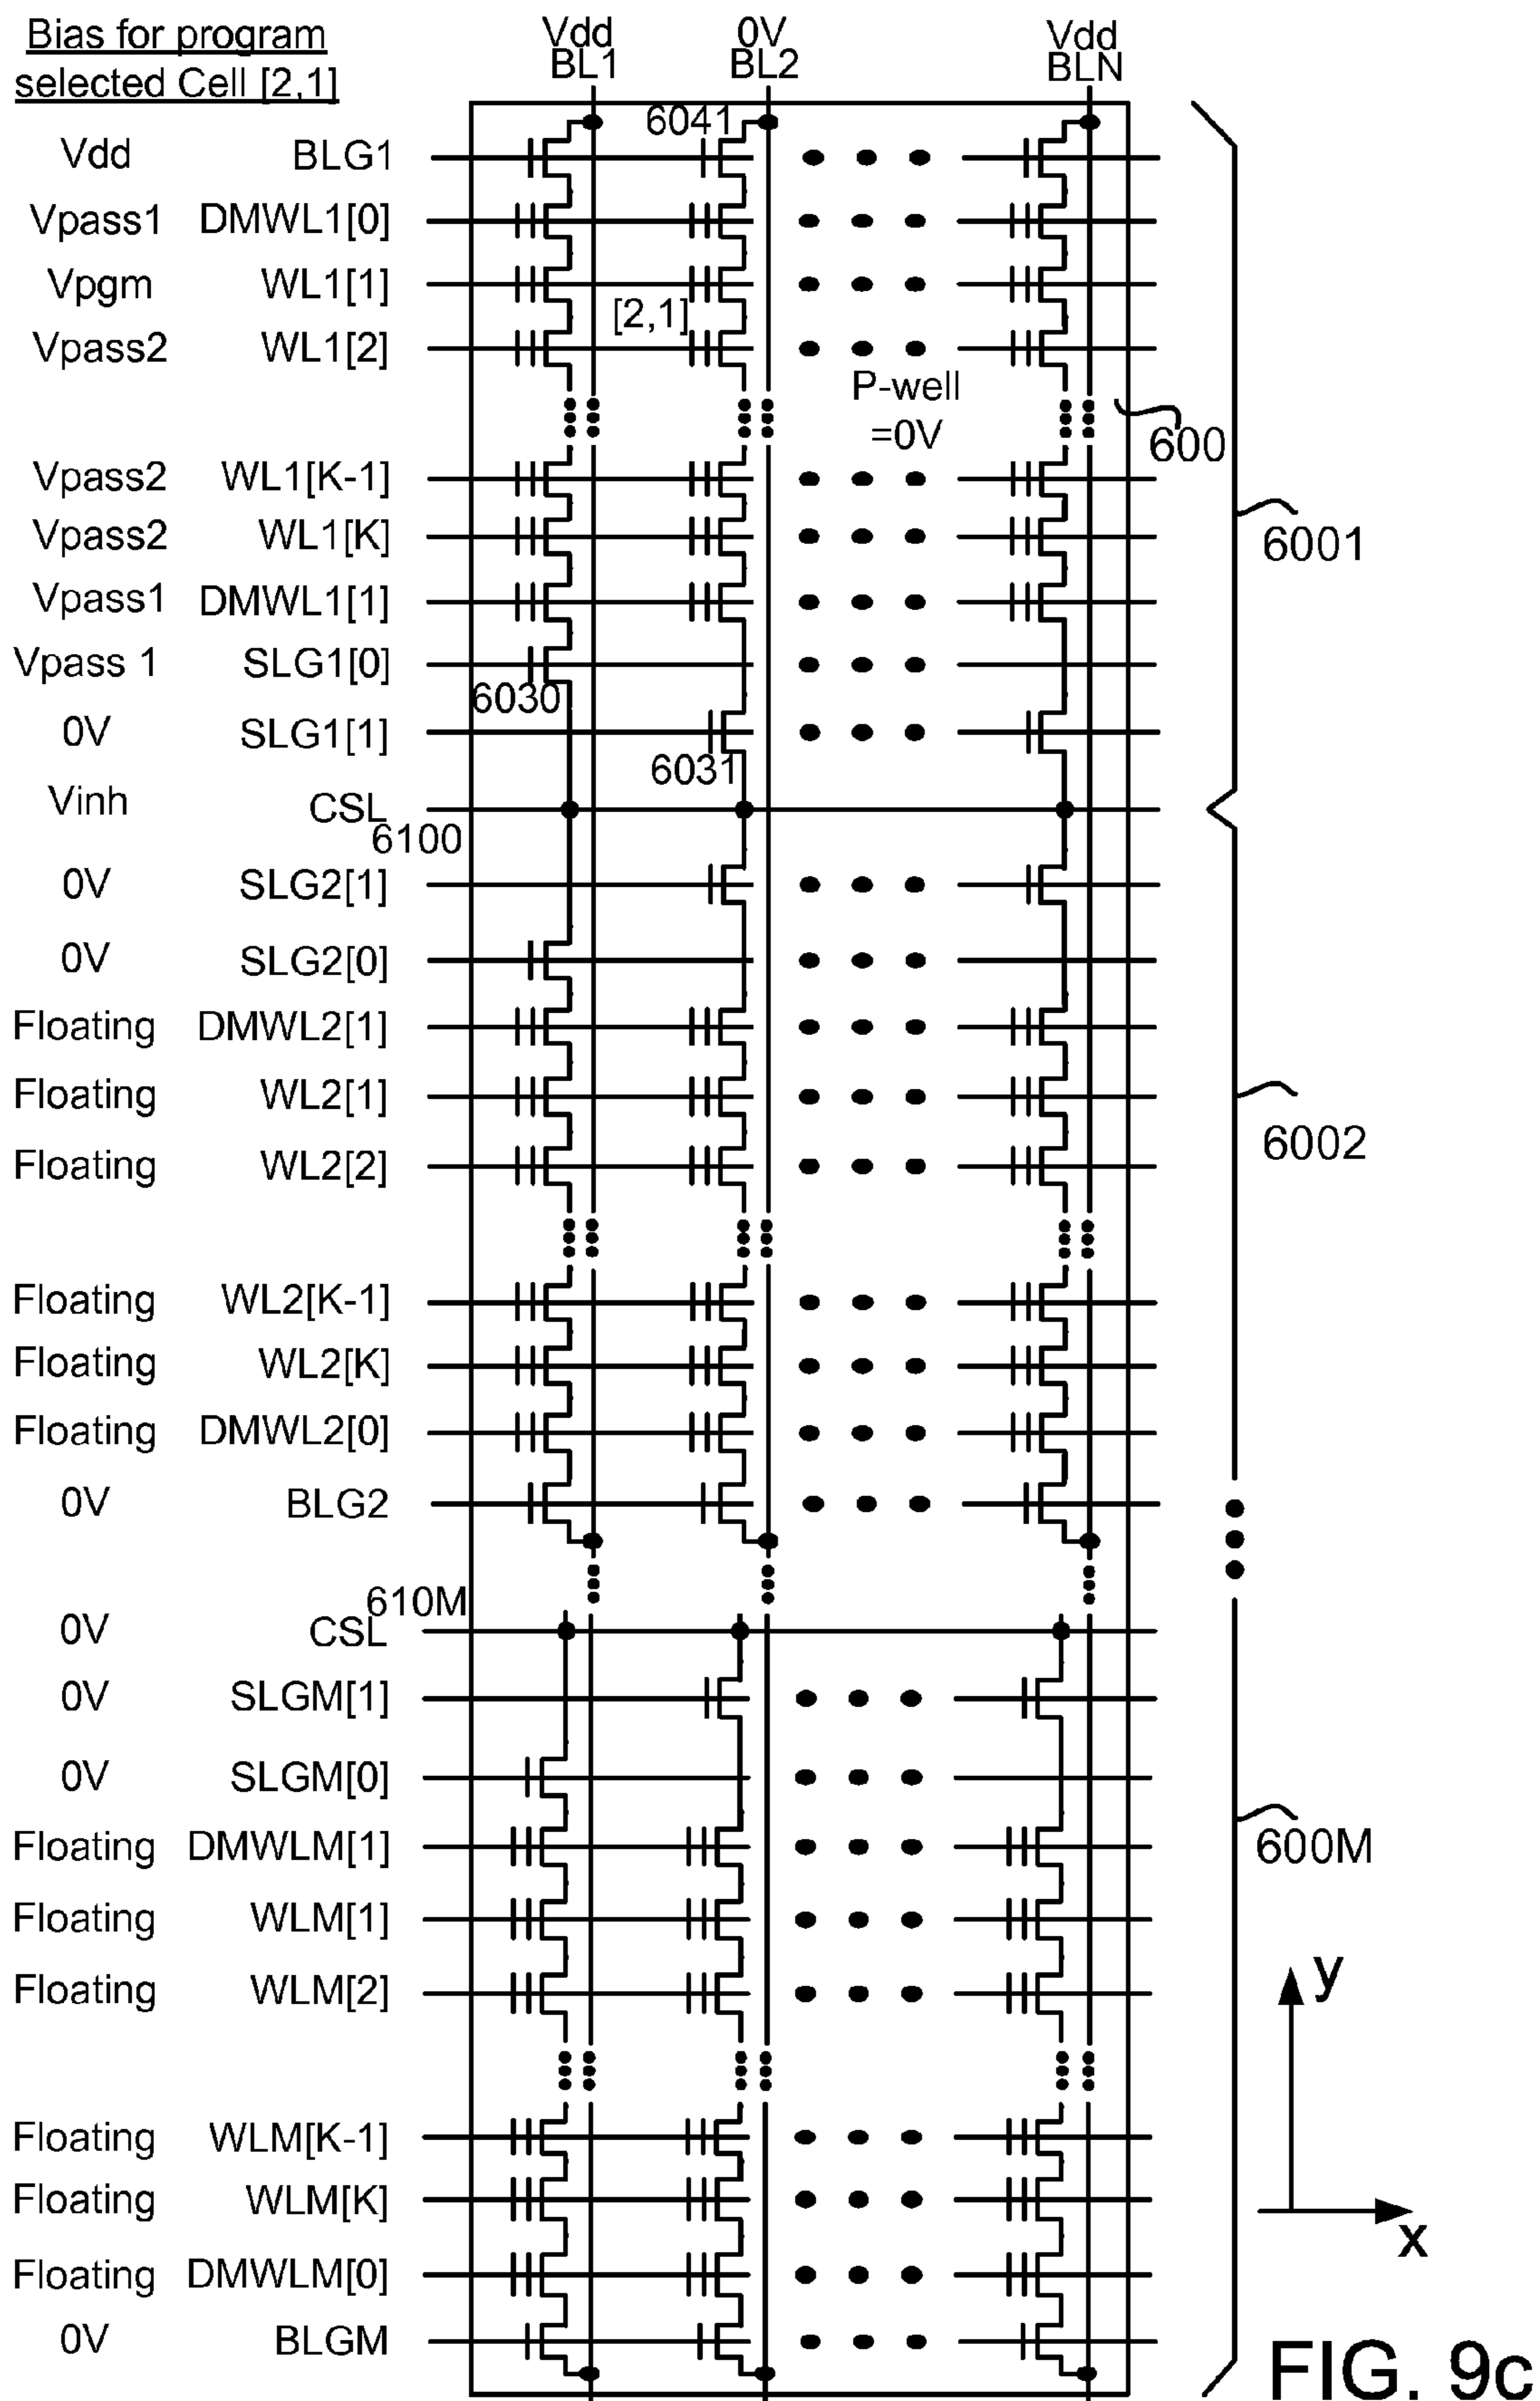 Bias for program
selected Cell [2,1]
Vdd 0V Vdd
BL1 BL2 BLN
6041
Vdd BLG1
Vpass1 DMWL1[0]
Vpgm WL1[1]
[2,1]
Vpass2 WL1[2]
P-well
=0V
600
Vpass2 WL1[K-1]
Vpass2 WL1[K]
6001
Vpass1 DMWL1[1]
Vpass 1 SLG1[0]
6030
0V SLG1[1]
6031
Vinh CSL
6100
0V SLG2[1]
0V SLG2[0]
Floating DMWL2[1]
Floating WL2[1]
6002
Floating WL2[2]
Floating WL2[K-1]
Floating WL2[K]
Floating DMWL2[0]
0V BLG2
610M
0V CSL
0V SLGM[1]
0V SLGM[0]
Floating DMWLM[1]
600M
Floating WLM[1]
Floating WLM[2]
y
Floating WLM[K-1]
Floating WLM[K]
x
Floating DMWLM[0]
0V BLGM
FIG. 9c